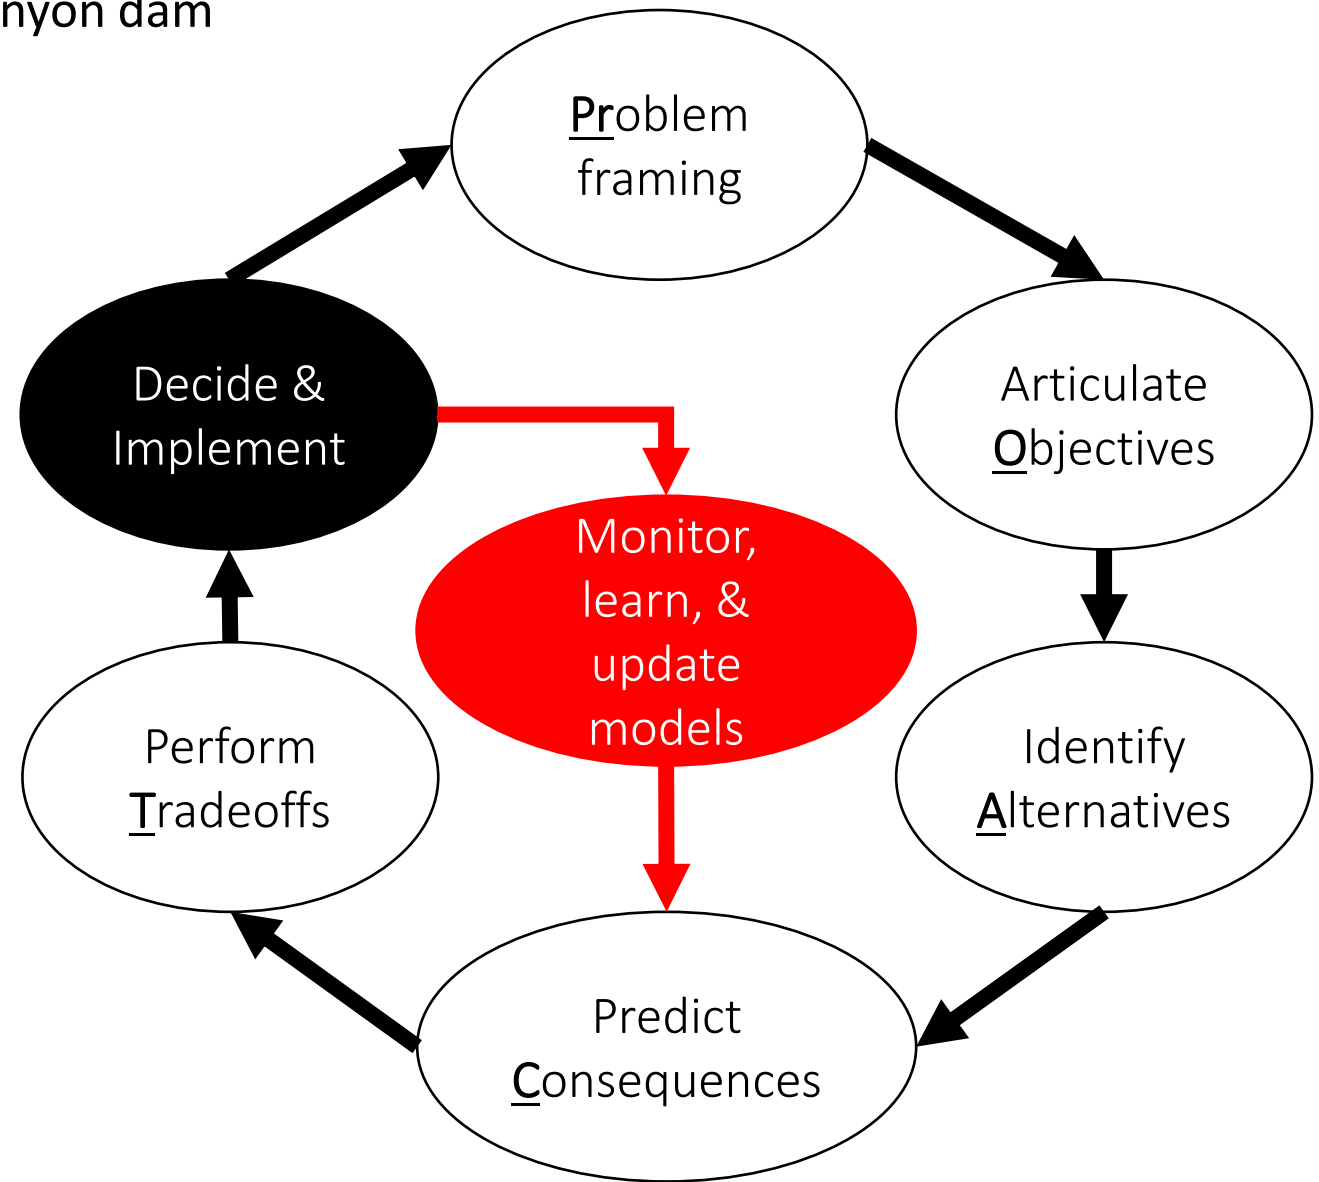 nyon dam
Problem
framing
Decide &
Implement
Articulate
Objectives
Monitor,
learn, &
update
models
Perform
Tradeoffs
Identify
Alternatives
Predict
Consequences